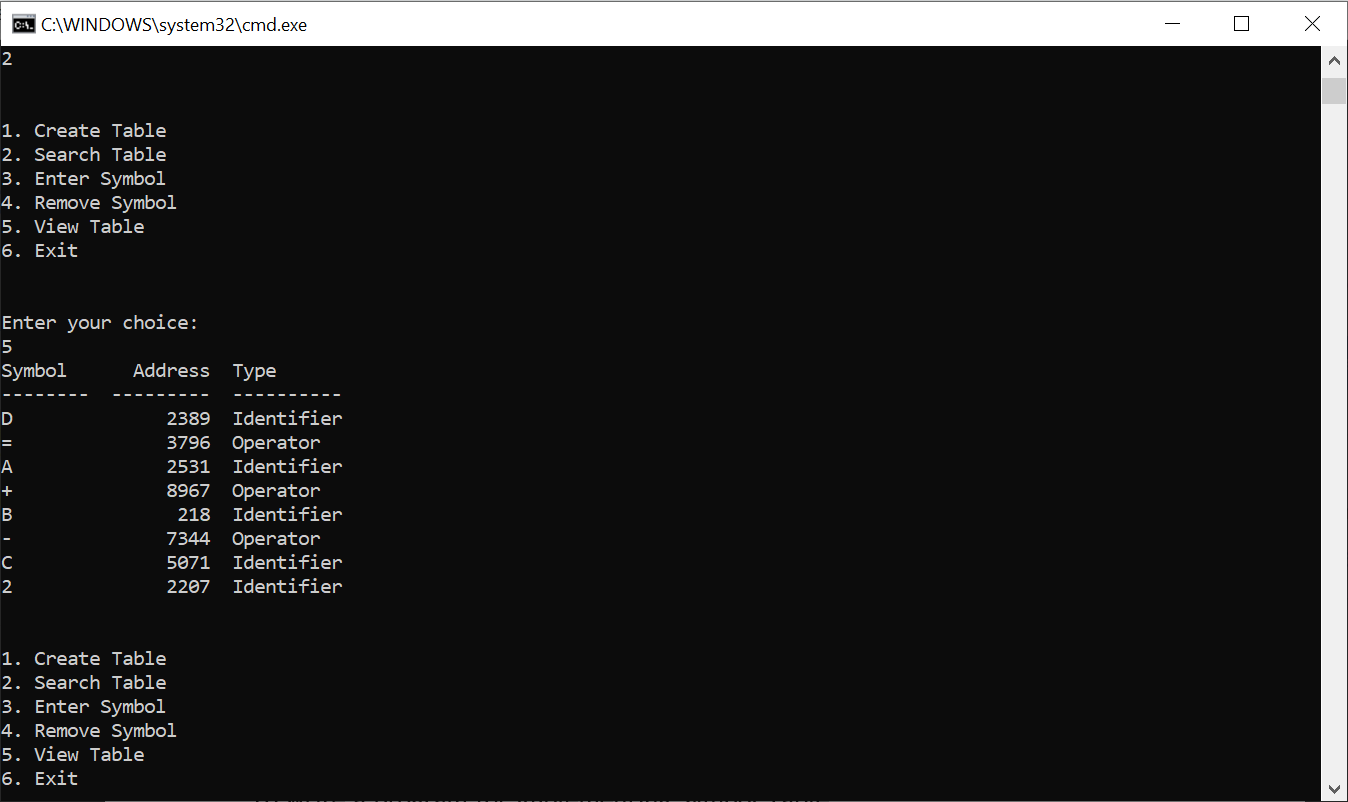 C:\WINDOWS\system32\cmd.exe
2
1. Create Table
2. Search Table
3. Enter Symbol
4. Remove Symbol
5. View Table
6. Exit
Enter your choice:
5
Symbol      Address  Type
--------  ---------  ----------
D              2389  Identifier
=              3796  Operator
A              2531  Identifier
+              8967  Operator
B               218  Identifier
-              7344  Operator
C              5071  Identifier
2              2207  Identifier
1. Create Table
2. Search Table
3. Enter Symbol
4. Remove Symbol
5. View Table
6. Exit